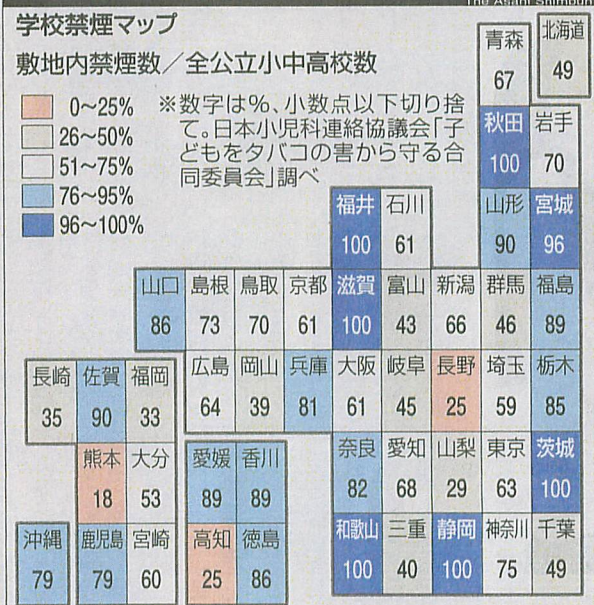 The Asahi Shimbun
学校禁煙マップ
敷地内禁煙数／全公立小中高校数
0〜25%
26〜50%
51〜75%
76〜95%
96〜100%
※数字は%、小数点以下切り捨
て。日本小児科連絡協議会「子
どもをタバコの害から守る合
同委員会」調べ
青森 北海道
67 49
秋田 岩手
100 70
福井 石川 山形 宮城
100 61 90 96
山口 島根 鳥取 京都 滋賀 富山 新潟 群馬 福島
86 73 70 61 100 43 66 46 89
長崎 佐賀 福岡 広島 岡山 兵庫 大阪 岐阜 長野 埼玉 栃木
35 90 33 64 39 81 61 45 25 59 85
熊本 大分 愛媛 香川 奈良 愛知 山梨 東京 茨城
18 53 89 89 82 68 29 63 100
沖縄 鹿児島 宮崎 高知 徳島 和歌山 三重 静岡 神奈川 千葉
79 79 60 25 86 100 40 100 75 49